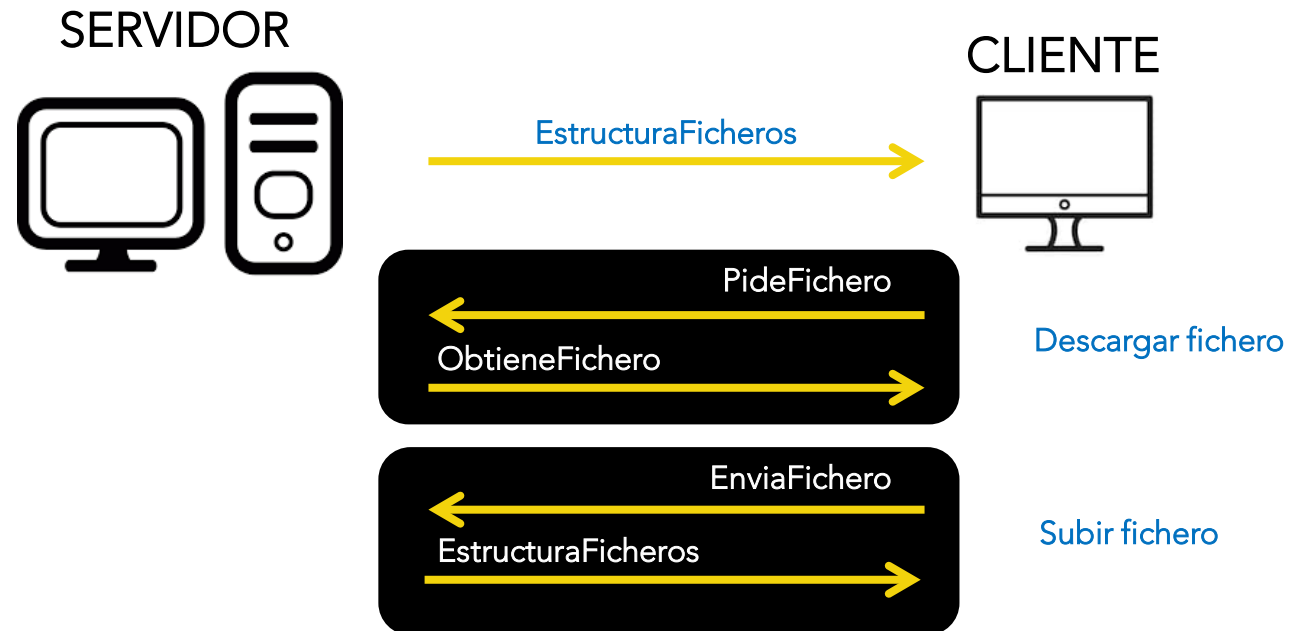 SERVIDOR
CLIENTE
EstructuraFicheros
PideFichero
ObtieneFichero
Descargar fichero
EnviaFichero
EstructuraFicheros
Subir fichero